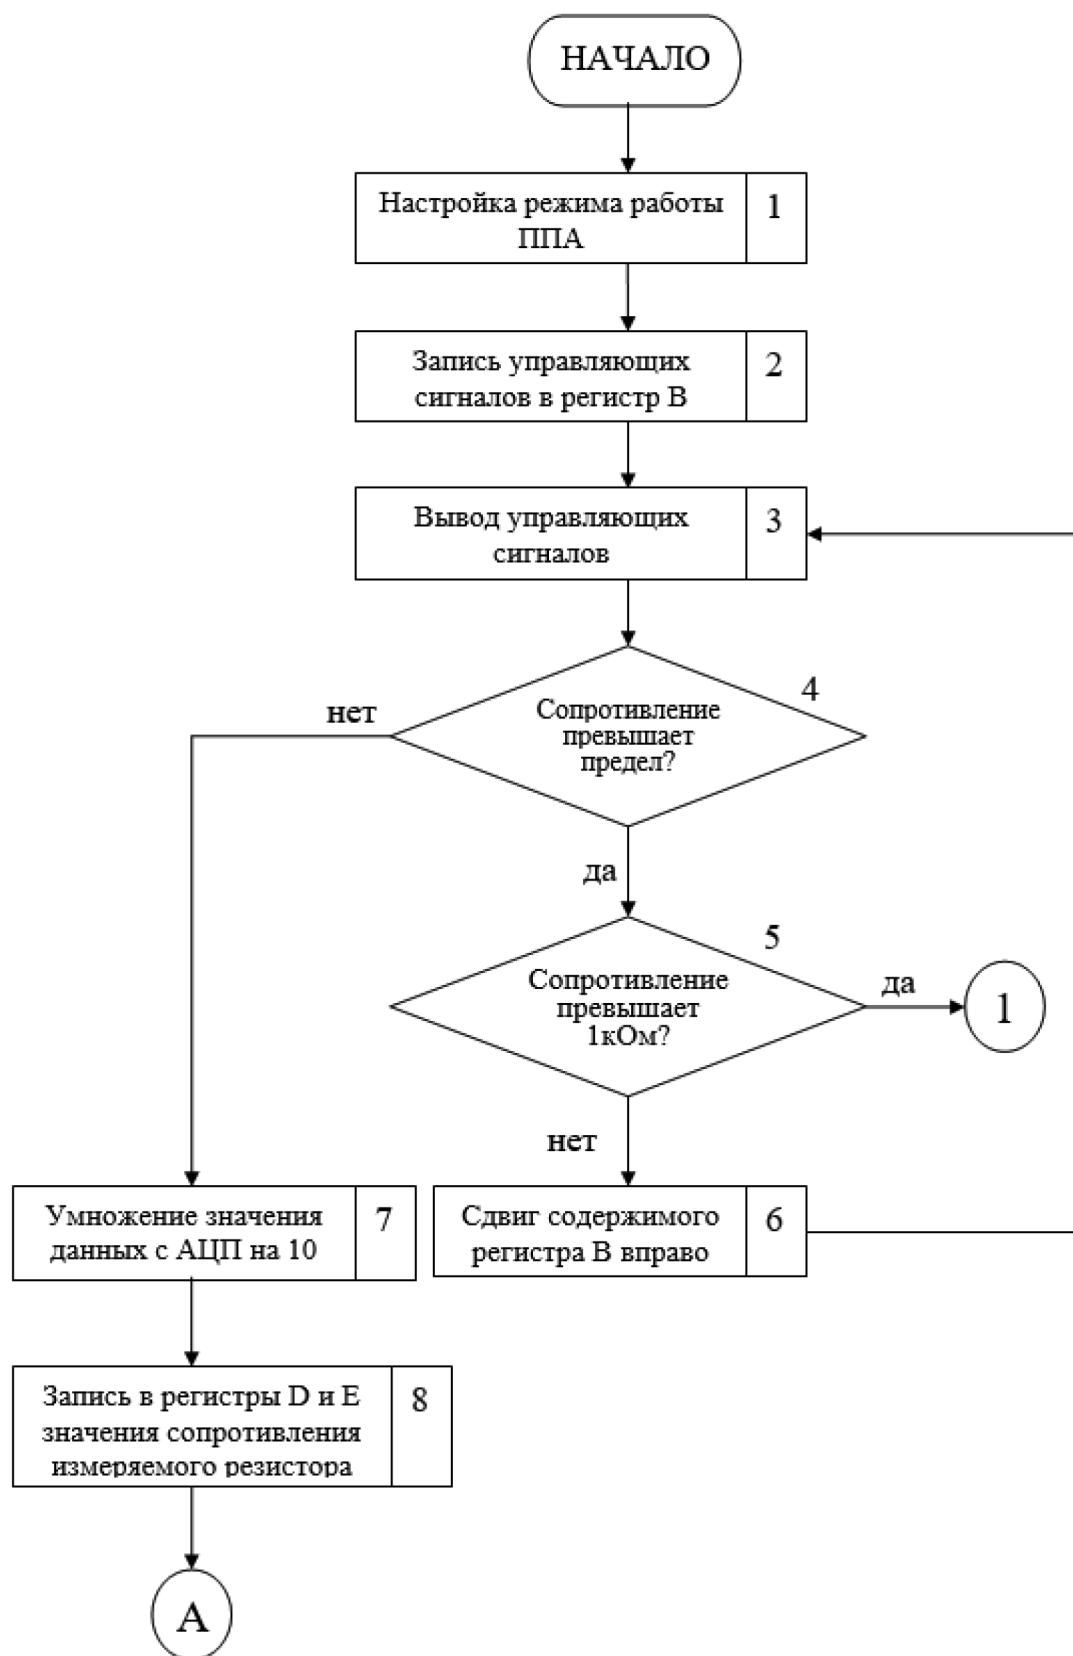 НАЧАЛО
Настройка режима работы
ППА
1
Запись управляющих
сигналов в регистр В
2
Вывод управляющих
сигналов
3
4
Сопротивление
превышает
предел?
нет
да
5
Сопротивление
превышает
1кОм?
да
1
нет
Умножение значения
данных с АЦП на 10
7
Сдвиг содержимого
регистра В вправо
6
Запись в регистры D и E
значения сопротивления
измеряемого резистора
8
А